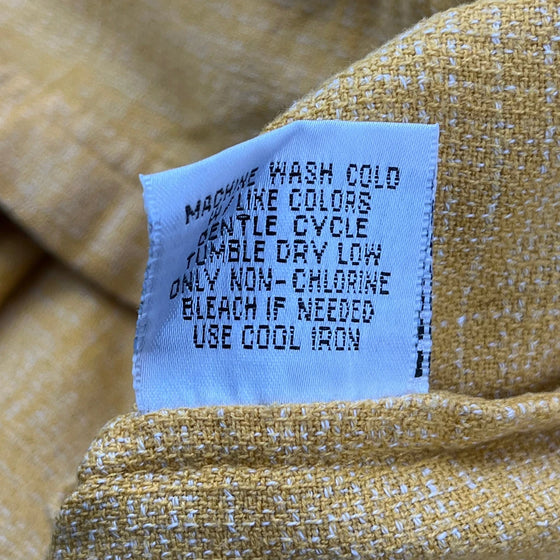 MACHINE WASH COLD
W/ LIKE COLORS
GENTLE CYCLE
TUMBLE DRY LOW
ONLY NON-CHLORINE
BLEACH IF NEEDED
USE COOL IRON